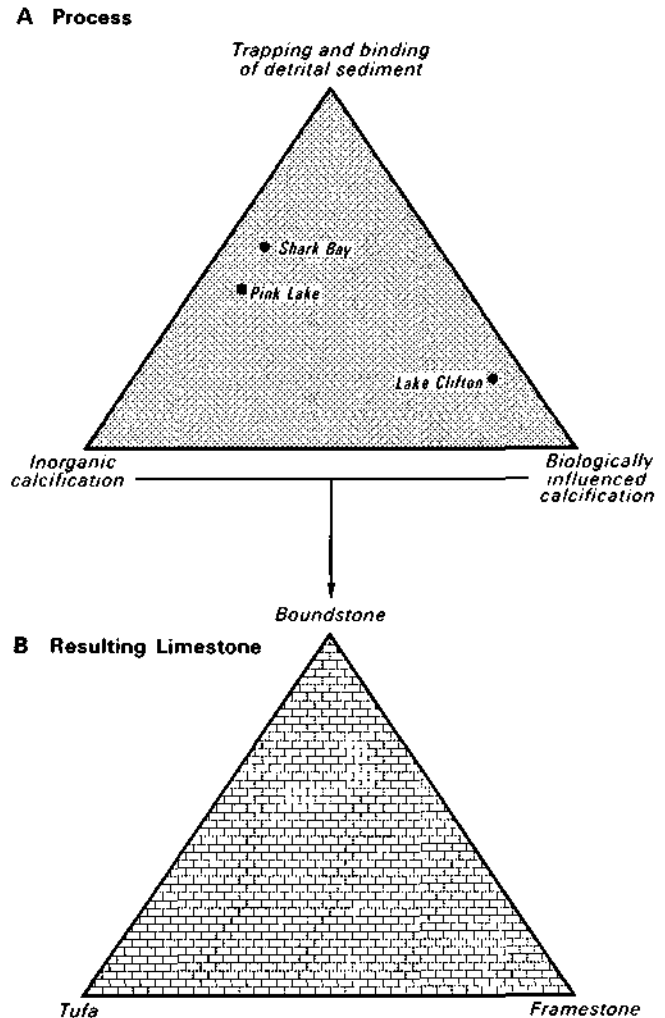 A Process
Trapping and binding
of detrital sediment
Shark Bay
Pink Lake
Lake Clifton
Inorganic
calcification
Biologically
influenced
calcification
Boundstone
B Resulting Limestone
Tufa
Framestone